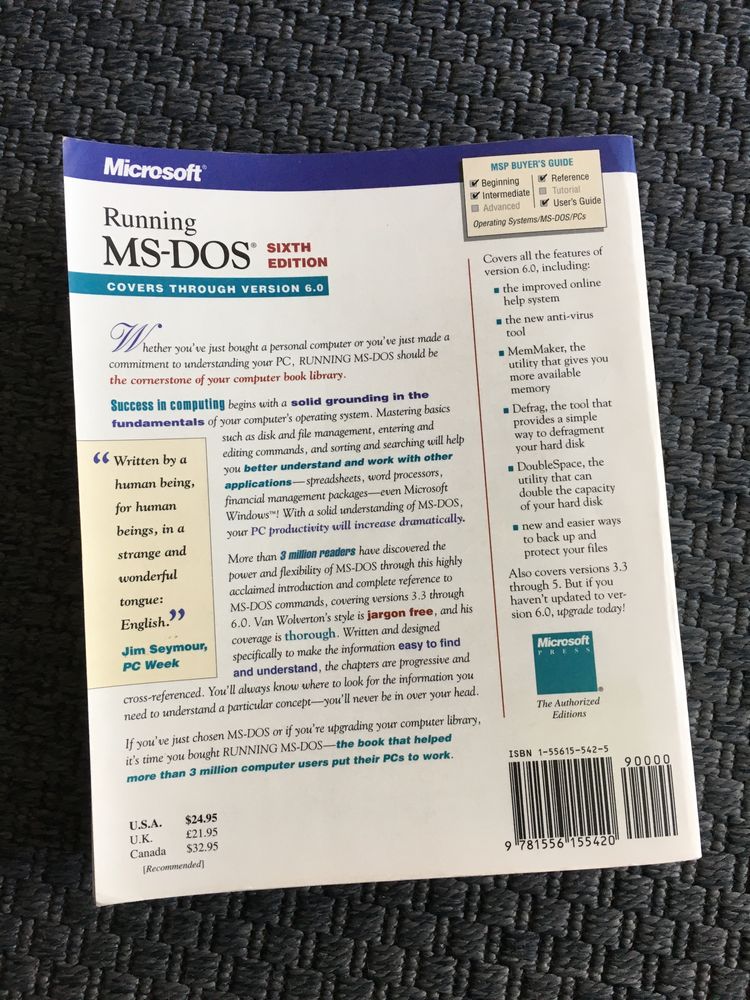 Microsoft®
MSP BUYER'S GUIDE
Beginning
Intermediate
Advanced
Reference
Tutorial
User's Guide
Operating Systems/MS-DOS/PCs
Running
MS-DOS® SIXTH
EDITION
COVERS THROUGH VERSION 6.0
Whether you've just bought a personal computer or you've just made a
commitment to understanding your PC, RUNNING MS-DOS should be
the cornerstone of your computer book library.
Success in computing begins with a solid grounding in the
fundamentals of your computer's operating system. Mastering basics
such as disk and file management, entering and
editing commands, and sorting and searching will help
you better understand and work with other
applications—spreadsheets, word processors,
financial management packages—even Microsoft
Windows™! With a solid understanding of MS-DOS,
your PC productivity will increase dramatically.
“Written by a
human being,
for human
beings, in a
strange and
wonderful
tongue:
English.”
Jim Seymour,
PC Week
More than 3 million readers have discovered the
power and flexibility of MS-DOS through this highly
acclaimed introduction and complete reference to
MS-DOS commands, covering versions 3.3 through
6.0. Van Wolverton's style is jargon free, and his
coverage is thorough. Written and designed
specifically to make the information easy to find
and understand, the chapters are progressive and
cross-referenced. You'll always know where to look for the information you
need to understand a particular concept—you'll never be in over your head.
If you've just chosen MS-DOS or if you're upgrading your computer library,
it's time you bought RUNNING MS-DOS—the book that helped
more than 3 million computer users put their PCs to work.
U.S.A. $24.95
U.K. £21.95
Canada $32.95
[Recommended]
Covers all the features of
version 6.0, including:
■ the improved online
help system
■ the new anti-virus
tool
■ MemMaker, the
utility that gives you
more available
memory
■ Defrag, the tool that
provides a simple
way to defragment
your hard disk
■ DoubleSpace, the
utility that can
double the capacity
of your hard disk
■ new and easier ways
to back up and
protect your files
Also covers versions 3.3
through 5. But if you
haven't updated to ver-
sion 6.0, upgrade today!
Microsoft
PRESS®
The Authorized
Editions
ISBN 1-55615-542-5
90000
9 781556 155420